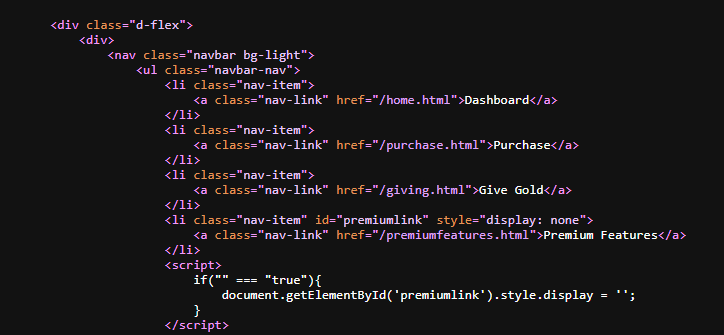 <div class="d-flex">
<div>
<nav class="navbar bg-light">
<ul class="navbar-nav">
<li class="nav-item">
<a class="nav-link" href="/home.html">Dashboard</a>
</li>
<li class="nav-item">
<a class="nav-link" href="/purchase.html">Purchase</a>
</li>
<li class="nav-item">
<a class="nav-link" href="/giving.html">Give Gold</a>
</li>
<li class="nav-item" id="premiumlink" style="display: none">
<a class="nav-link" href="/premiumfeatures.html">Premium Features</a>
</li>
<script>
if("" === "true"){
document.getElementById('premiumlink').style.display = '';
}
</script>